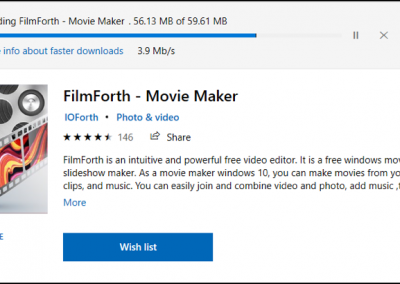 ding FilmForth - Movie Maker . 56.13 MB of 59.61 MB
info about faster downloads 3.9 Mb/s
FilmForth - Movie Maker
IOForth • Photo & video
146 Share
FilmForth is an intuitive and powerful free video editor. It is a free windows mov
slideshow maker. As a movie maker windows 10, you can make movies from yo
clips, and music. You can easily join and combine video and photo, add music ,
More
Wish list